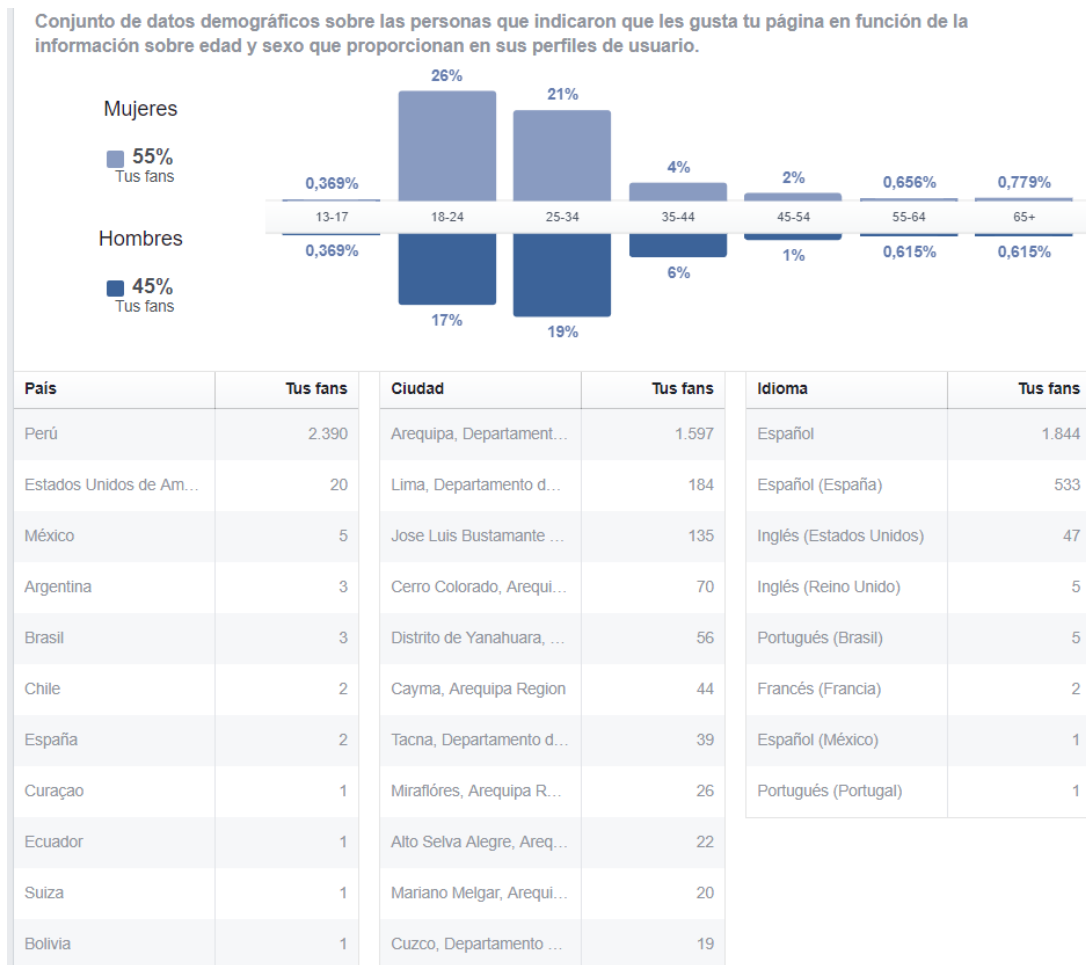 Conjunto de datos demográficos sobre las personas que indicaron que les gusta tu página en función de la
información sobre edad y sexo que proporcionan en sus perfiles de usuario.
Mujeres
55%
Tus fans
0,369% 26% 21% 4% 2% 0,656% 0,779%
13-17 18-24 25-34 35-44 45-54 55-64 65+
Hombres
45%
Tus fans
0,369% 17% 19% 6% 1% 0,615% 0,615%
País Tus fans Ciudad Tus fans Idioma Tus fans
Perú 2.390 Arequipa, Departament… 1.597 Español 1.844
Estados Unidos de Am… 20 Lima, Departamento d… 184 Español (España) 533
México 5 Jose Luis Bustamante … 135 Inglés (Estados Unidos) 47
Argentina 3 Cerro Colorado, Arequi… 70 Inglés (Reino Unido) 5
Brasil 3 Distrito de Yanahuara, … 56 Portugués (Brasil) 5
Chile 2 Cayma, Arequipa Region 44 Francés (Francia) 2
España 2 Tacna, Departamento d… 39 Español (México) 1
Curaçao 1 Miraflóres, Arequipa R… 26 Portugués (Portugal) 1
Ecuador 1 Alto Selva Alegre, Areq… 22
Suiza 1 Mariano Melgar, Arequi… 20
Bolivia 1 Cuzco, Departamento … 19